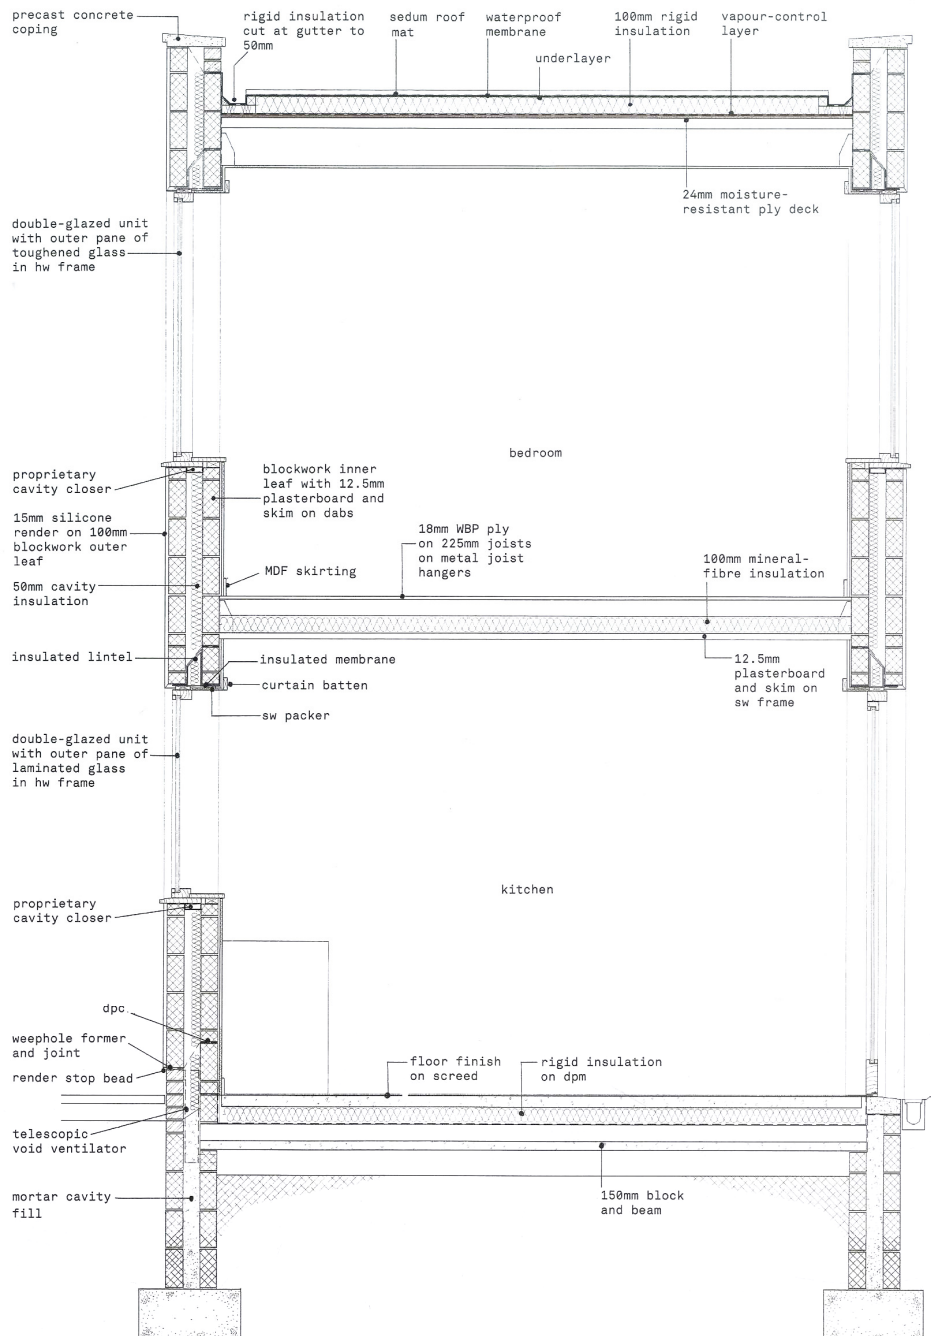 precast concrete
coping
rigid insulation
cut at gutter to
50mm
sedum roof
mat
waterproof
membrane
underlayer
100mm rigid
insulation
vapour-control
layer
24mm moisture-
resistant ply deck
double-glazed unit
with outer pane of
toughened glass
in hw frame
bedroom
proprietary
cavity closer
blockwork inner
leaf with 12.5mm
plasterboard and
skim on dabs
15mm silicone
render on 100mm
blockwork outer
leaf
18mm WBP ply
on 225mm joists
on metal joist
hangers
100mm mineral-
fibre insulation
MDF skirting
50mm cavity
insulation
insulated lintel
insulated membrane
curtain batten
sw packer
12.5mm
plasterboard
and skim on
sw frame
double-glazed unit
with outer pane of
laminated glass
in hw frame
kitchen
proprietary
cavity closer
dpc
weephole former
and joint
render stop bead
floor finish
on screed
rigid insulation
on dpm
telescopic
void ventilator
mortar cavity
fill
150mm block
and beam